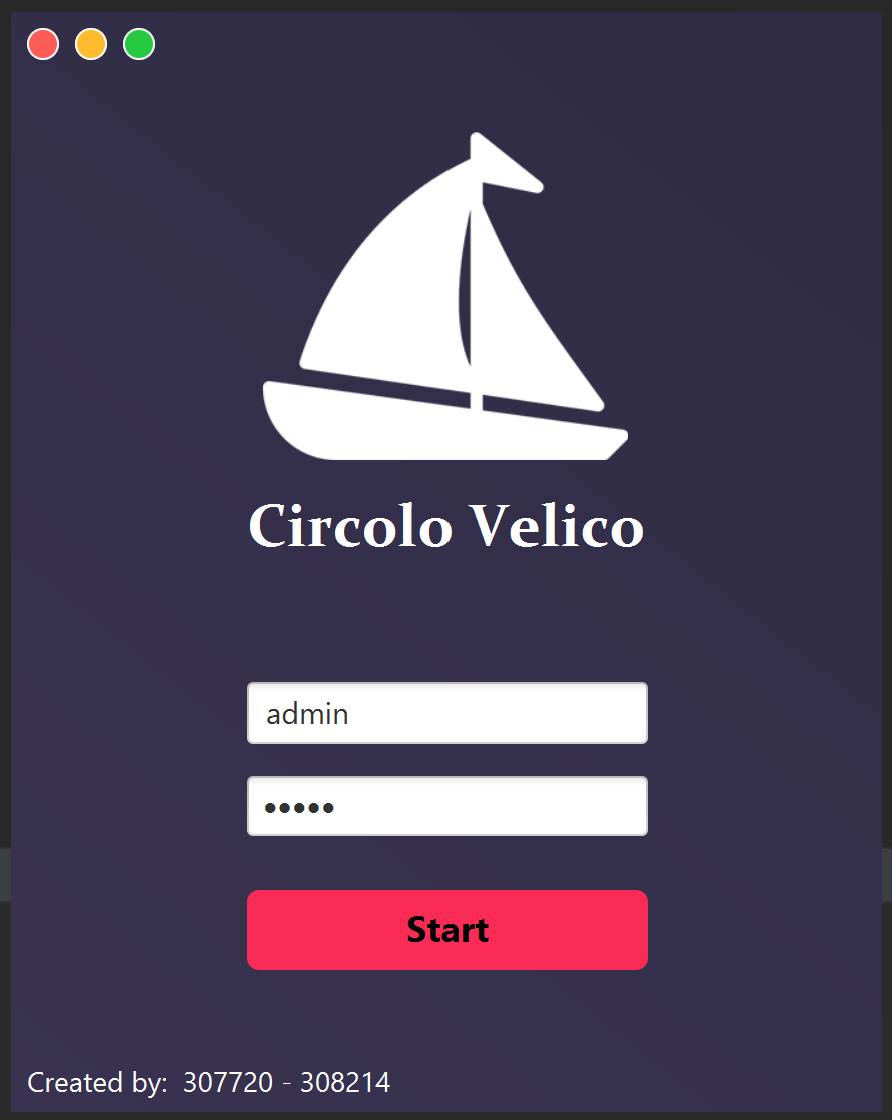 Circolo Velico
admin
•••••
Start
Created by: 307720 - 308214